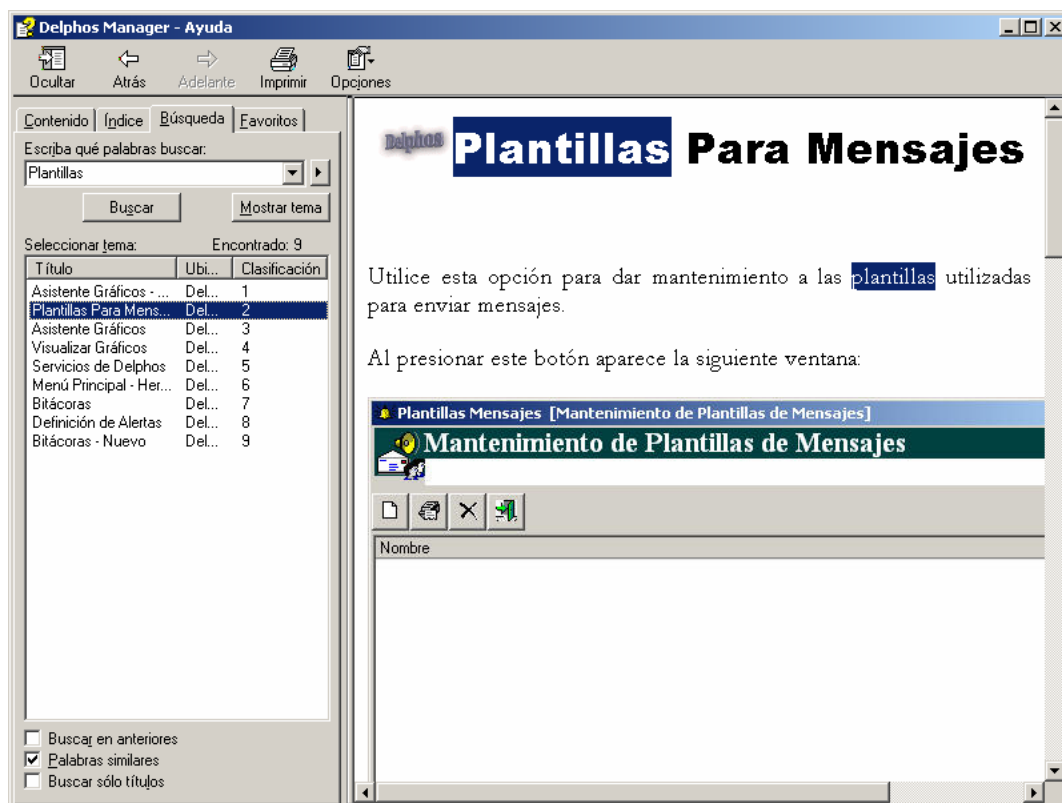 Delphos Manager - Ayuda
Ocultar Atrás Adelante Imprimir Opciones
Contenido Índice Búsqueda Favoritos
Escriba qué palabras buscar:
Plantillas
Buscar Mostrar tema
Seleccionar tema: Encontrado: 9
Título Ubi... Clasificación
Asistente Gráficos - ... Del... 1
Plantillas Para Mens... Del... 2
Asistente Gráficos Del... 3
Visualizar Gráficos Del... 4
Servicios de Delphos Del... 5
Menú Principal - Her... Del... 6
Bitácoras Del... 7
Definición de Alertas Del... 8
Bitácoras - Nuevo Del... 9
Buscar en anteriores
Palabras similares
Buscar sólo títulos
Delphos Plantillas Para Mensajes
Utilice esta opción para dar mantenimiento a las plantillas utilizadas
para enviar mensajes.
Al presionar este botón aparece la siguiente ventana:
Plantillas Mensajes [Mantenimiento de Plantillas de Mensajes]
Mantenimiento de Plantillas de Mensajes
Nombre